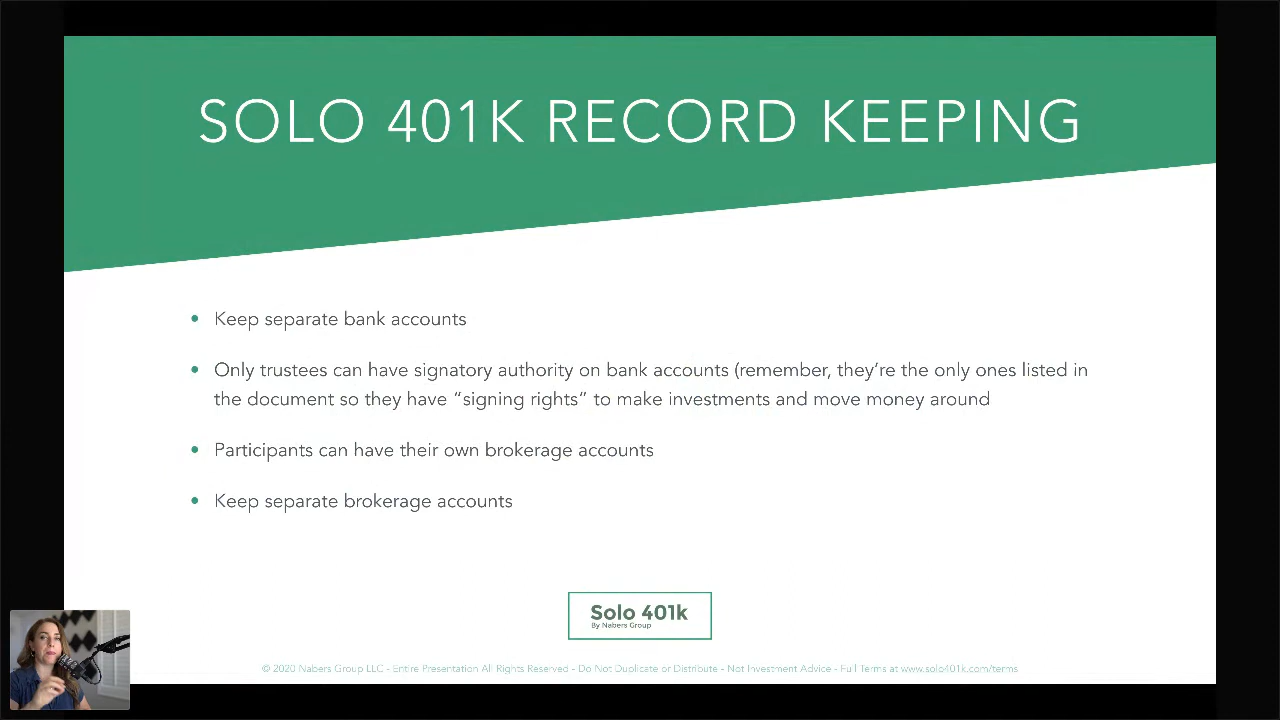 SOLO 401K RECORD KEEPING
• Keep separate bank accounts
• Only trustees can have signatory authority on bank accounts (remember, they’re the only ones listed in
the document so they have “signing rights” to make investments and move money around
• Participants can have their own brokerage accounts
• Keep separate brokerage accounts
Solo 401k
By Nabers Group
© 2020 Nabers Group LLC - Entire Presentation All Rights Reserved - Do Not Duplicate or Distribute - Not Investment Advice - Full Terms at www.solo401k.com/terms